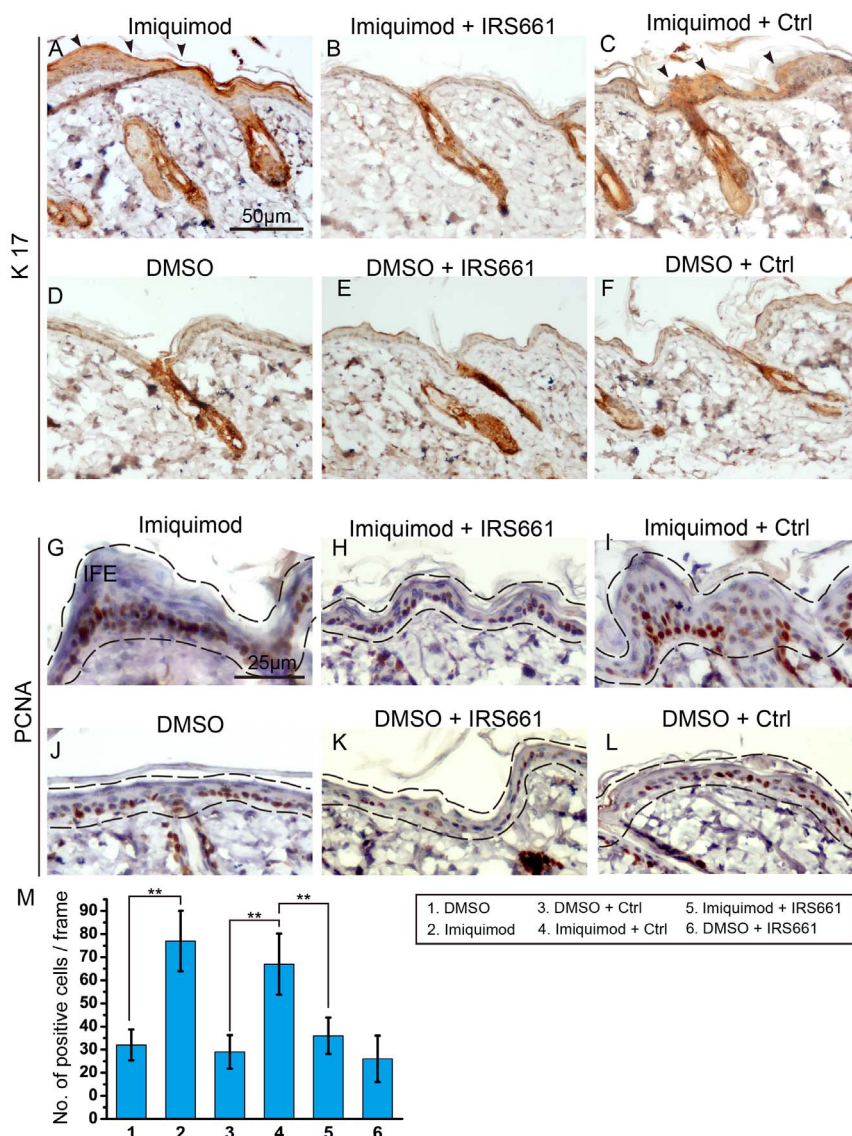 Imiquimod
Imiquimod + IRS661
Imiquimod + Ctrl
A
B
C
50µm
K 17
DMSO
DMSO + IRS661
DMSO + Ctrl
D
E
F
Imiquimod
Imiquimod + IRS661
Imiquimod + Ctrl
G
H
I
IFE
25µm
PCNA
DMSO
DMSO + IRS661
DMSO + Ctrl
J
K
L
M
** ** **
No. of positive cells / frame
90
80
70
60
50
40
30
20
10
0
1 2 3 4 5 6
1. DMSO 3. DMSO + Ctrl 5. Imiquimod + IRS661
2. Imiquimod 4. Imiquimod + Ctrl 6. DMSO + IRS661